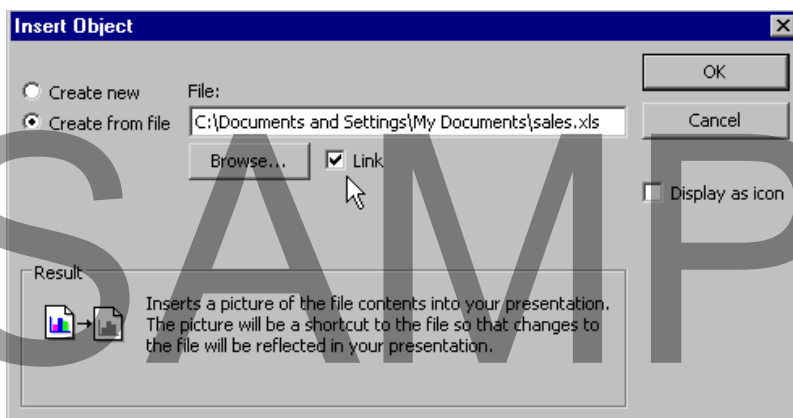 Insert Object
Create new
File:
OK
Create from file
C:\Documents and Settings\My Documents\sales.xls
Cancel
Browse...
Link
Display as icon
Result
Inserts a picture of the file contents into your presentation.
The picture will be a shortcut to the file so that changes to
the file will be reflected in your presentation.
SAMP